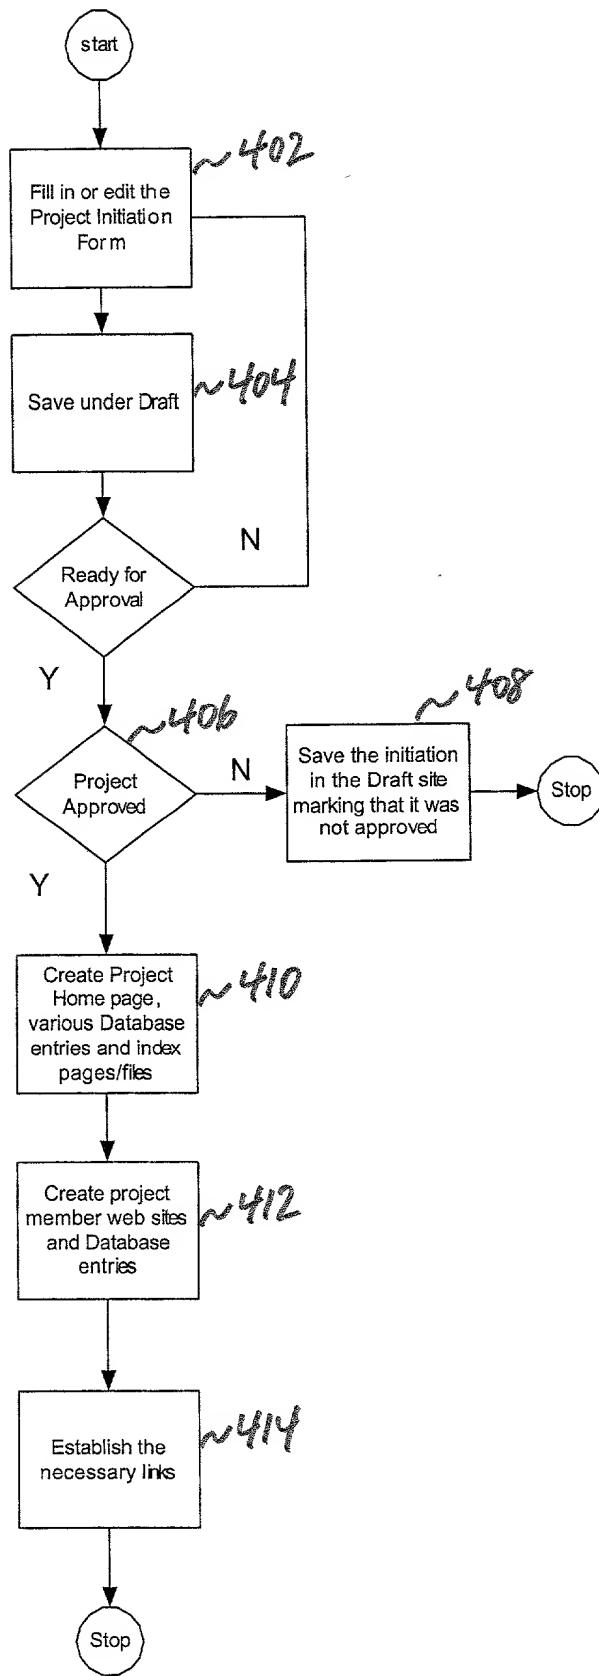 start
Fill in or edit the
Project Initiation
Form
~402
Save under Draft
~404
Ready for
Approval
N
Y
Project
Approved
~406
N
Save the initiation
in the Draft site
marking that it was
not approved
~408
Stop
Y
Create Project
Home page,
various Database
entries and index
pages/files
~410
Create project
member web sites
and Database
entries
~412
Establish the
necessary links
~414
Stop